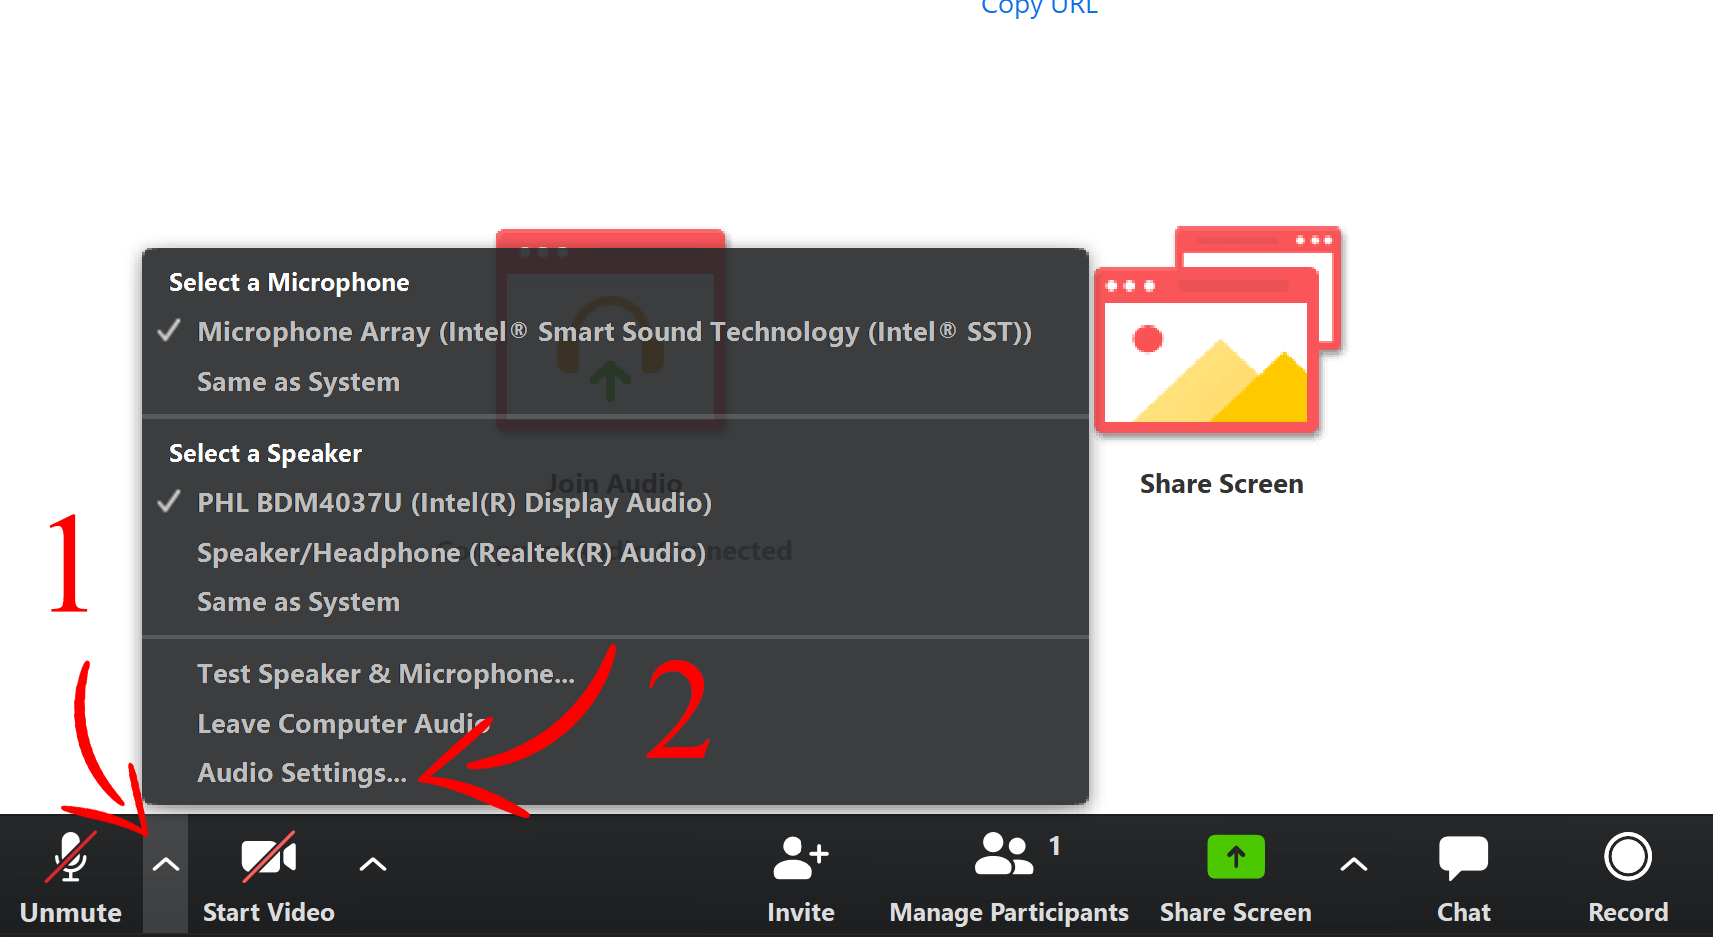 Copy URL
Select a Microphone
Microphone Array (Intel® Smart Sound Technology (Intel® SST))
Same as System
Select a Speaker
Join Audio
PHL BDM4037U (Intel(R) Display Audio)
Speaker/Headphone (Realtek(R) Audio)
Same as System
Share Screen
1
Test Speaker & Microphone...
2
Leave Computer Audio
Audio Settings...
1
Unmute
Start Video
Invite
Manage Participants
Share Screen
Chat
Record